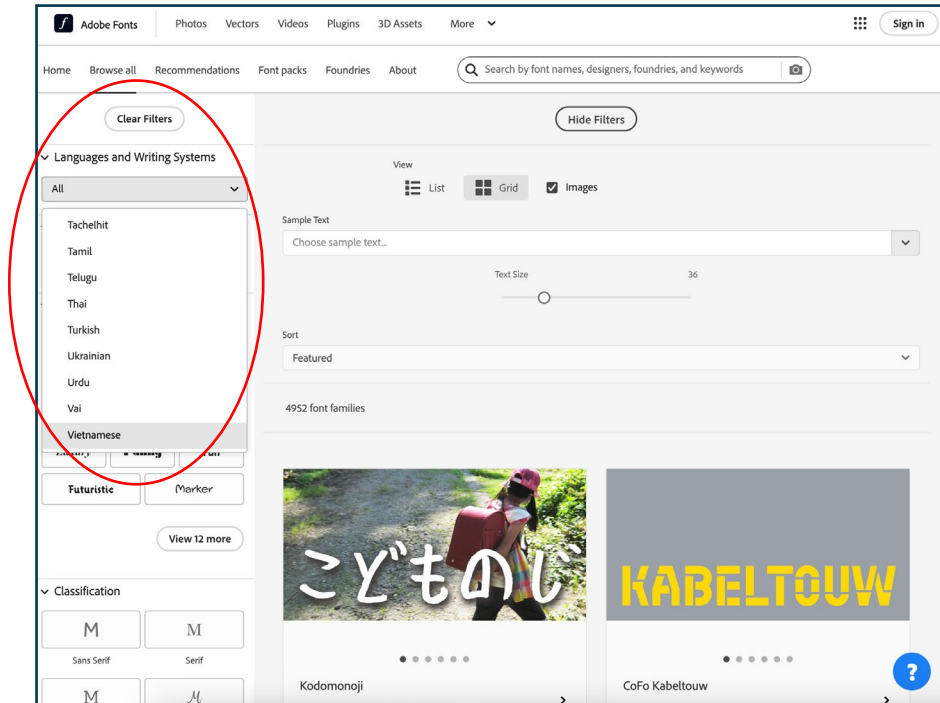 Adobe Fonts Photos Vectors Videos Plugins 3D Assets More Sign in
Home Browse all Recommendations Font packs Foundries About Search by font names, designers, foundries, and keywords
Clear Filters
Hide Filters
Languages and Writing Systems
All
Tachelhit
Tamil
Telugu
Thai
Turkish
Ukrainian
Urdu
Vai
Vietnamese
Futuristic Marker
View 12 more
Classification
M M
Sans Serif Serif
M M
View
List Grid Images
Sample Text
Choose sample text...
Text Size 36
Sort
Featured
4952 font families
こどものじ
KABELTOUW
Kodomonoji
CoFo Kabeltouw
?